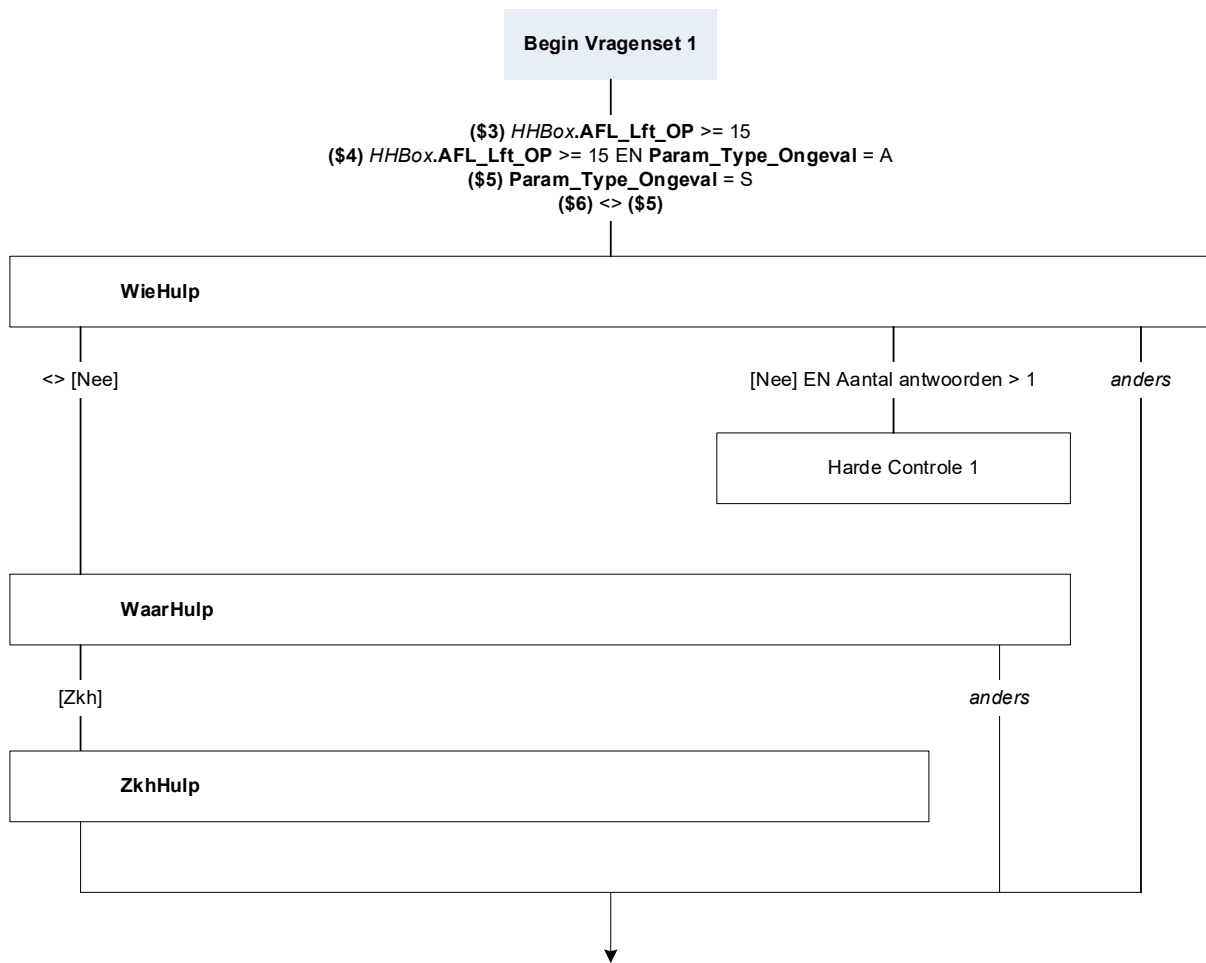 Begin Vragenset 1
($3) HHBox.AFL_Lft_OP >= 15
($4) HHBox.AFL_Lft_OP >= 15 EN Param_Type_Ongeval = A
($5) Param_Type_Ongeval = S
($6) <> ($5)
WieHulp
<> [Nee]
[Nee] EN Aantal antwoorden > 1
anders
Harde Controle 1
WaarHulp
[Zkh]
anders
ZkhHulp